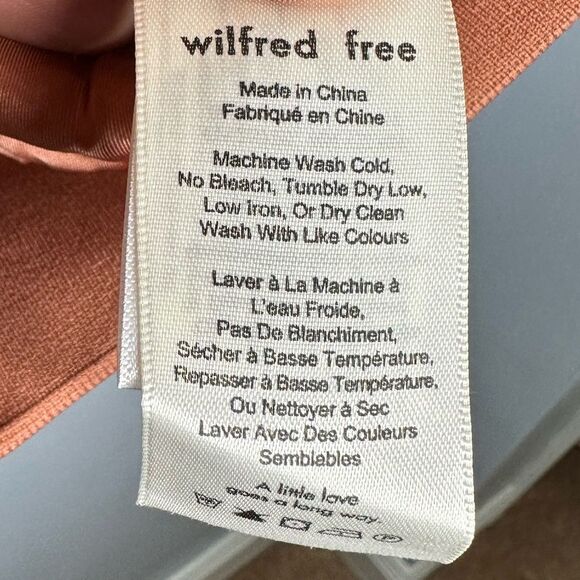 wilfred free
Made in China
Fabriqué en Chine
Machine Wash Cold,
No Bleach, Tumble Dry Low,
Low Iron, Or Dry Clean
Wash With Like Colours
Laver à La Machine à
L'eau Froide,
Pas De Blanchiment,
Sécher à Basse Température,
Repasser à Basse Température,
Ou Nettoyer à Sec
Laver Avec Des Couleurs
Semblables
A little love
goes a long way.